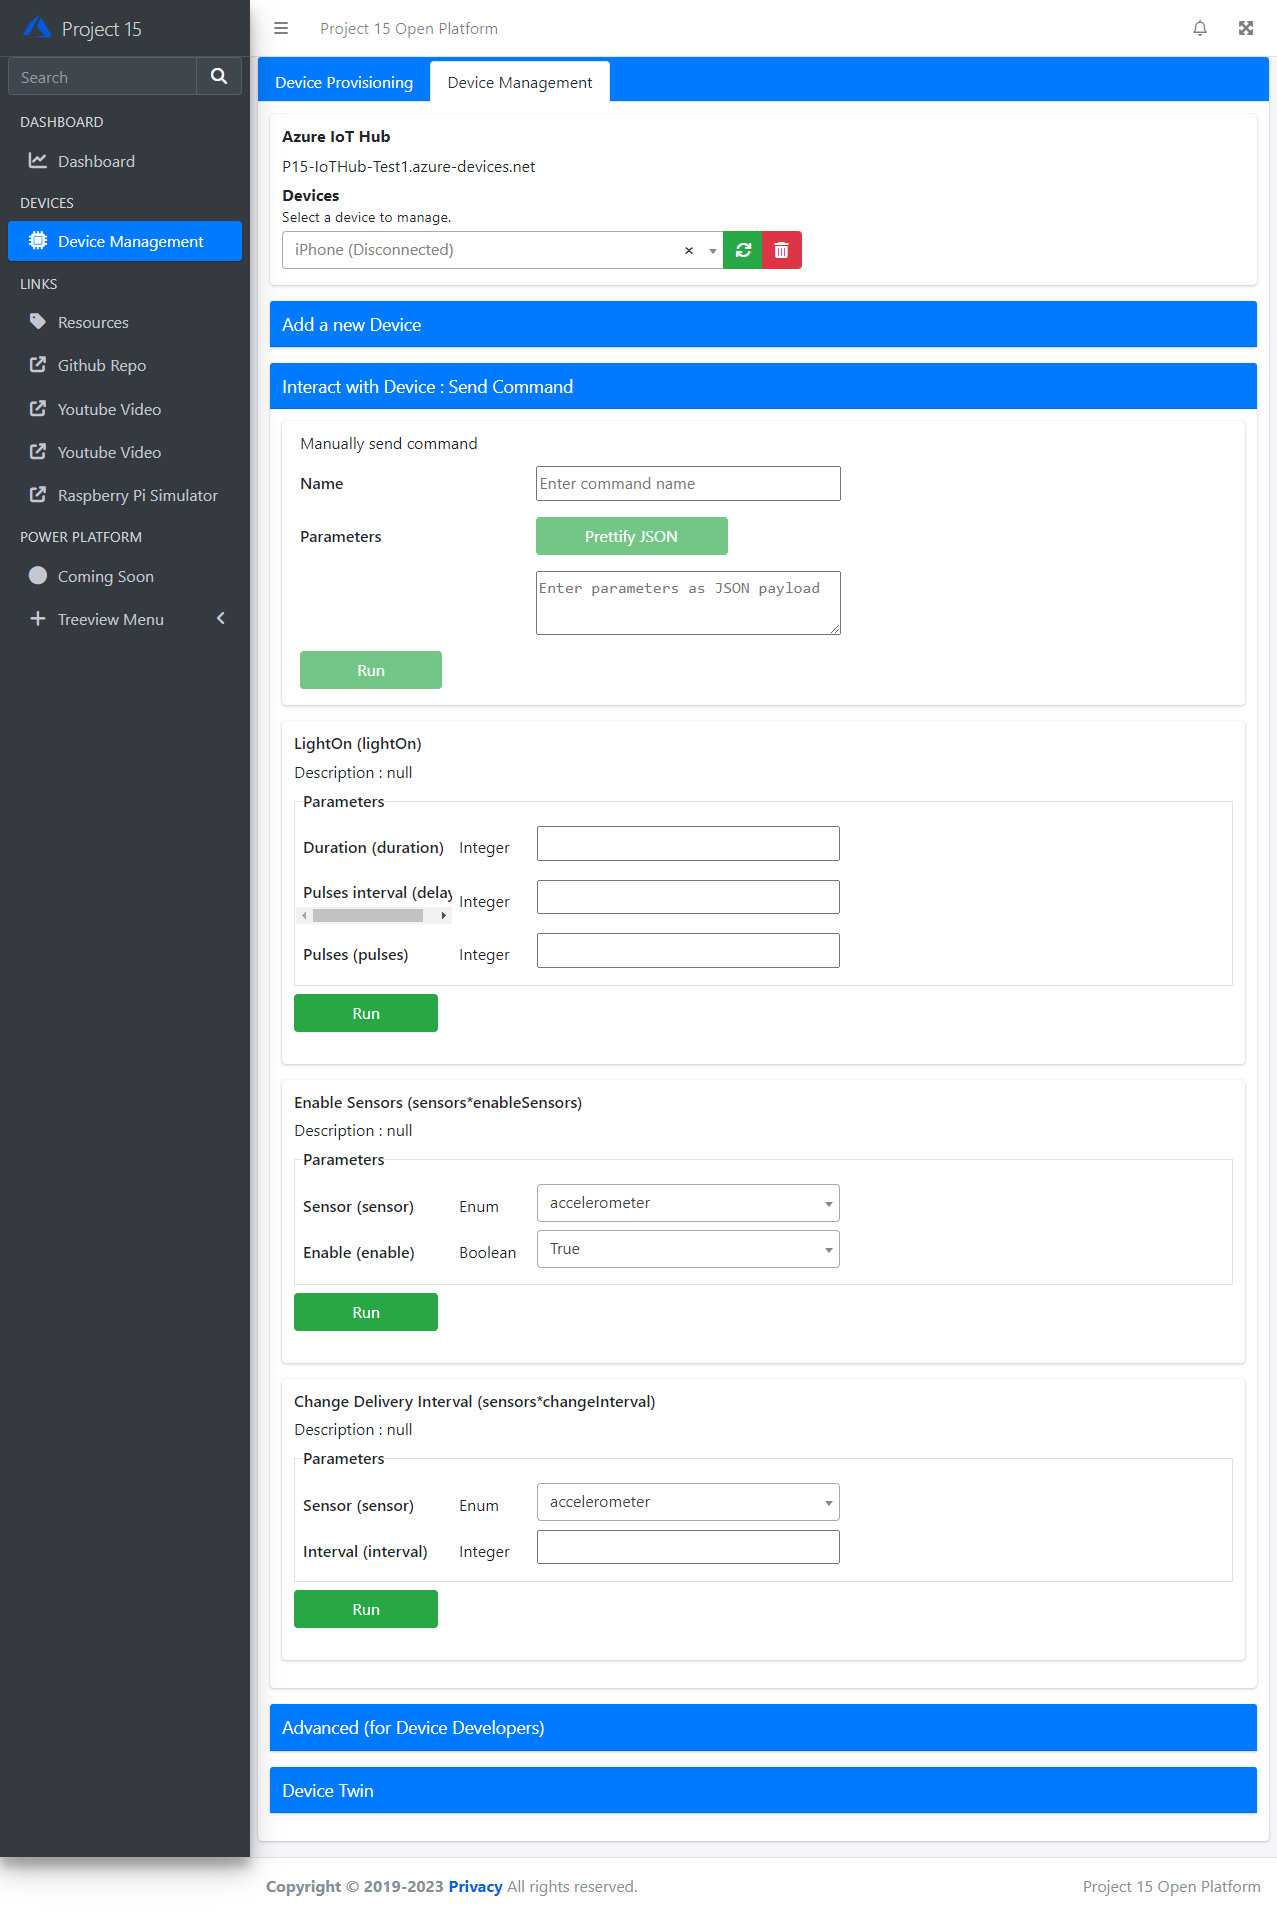 Project 15
Project 15 Open Platform
Search
DASHBOARD
Dashboard
DEVICES
Device Management
LINKS
Resources
Github Repo
Youtube Video
Youtube Video
Raspberry Pi Simulator
POWER PLATFORM
Coming Soon
Treeview Menu
Device Provisioning
Device Management
Azure IoT Hub
P15-IoTHub-Test1.azure-devices.net
Devices
Select a device to manage.
iPhone (Disconnected)
Add a new Device
Interact with Device : Send Command
Manually send command
Name
Enter command name
Parameters
Prettify JSON
Enter parameters as JSON payload
Run
LightOn (lightOn)
Description : null
Parameters
Duration (duration) Integer
Pulses interval (delay Integer
Pulses (pulses) Integer
Run
Enable Sensors (sensors*enableSensors)
Description : null
Parameters
Sensor (sensor) Enum accelerometer
Enable (enable) Boolean True
Run
Change Delivery Interval (sensors*changeInterval)
Description : null
Parameters
Sensor (sensor) Enum accelerometer
Interval (interval) Integer
Run
Advanced (for Device Developers)
Device Twin
Copyright © 2019-2023 Privacy All rights reserved.
Project 15 Open Platform